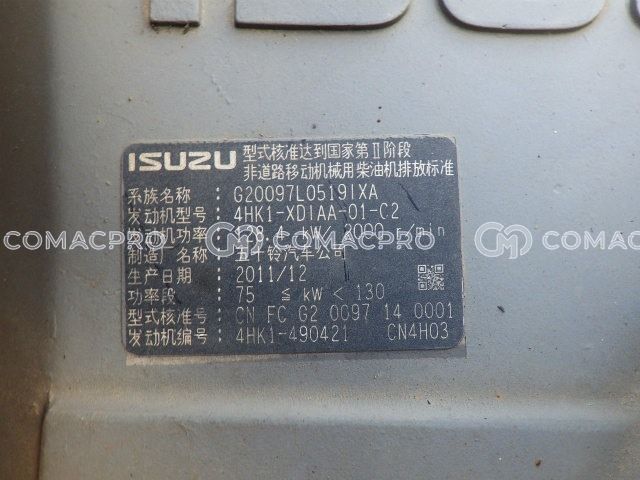 ISUZU 型式核准达到国家第Ⅱ阶段
非道路移动机械用柴油机排放标准
系族名称 : G20097L0519IXA
发动机型号 : 4HK1-XDIAA-01-C2
发动机功率 : 128.4 kW/2000 r/min
制造厂名称 : 五十铃汽车公司
生产日期 : 2011/12
功率段 : 75 ≦ kW < 130
型式核准号 : CN FC G2 0097 14 0001
发动机编号 : 4HK1-490421 CN4H03
COMACPRO COMACPRO COMACPRO